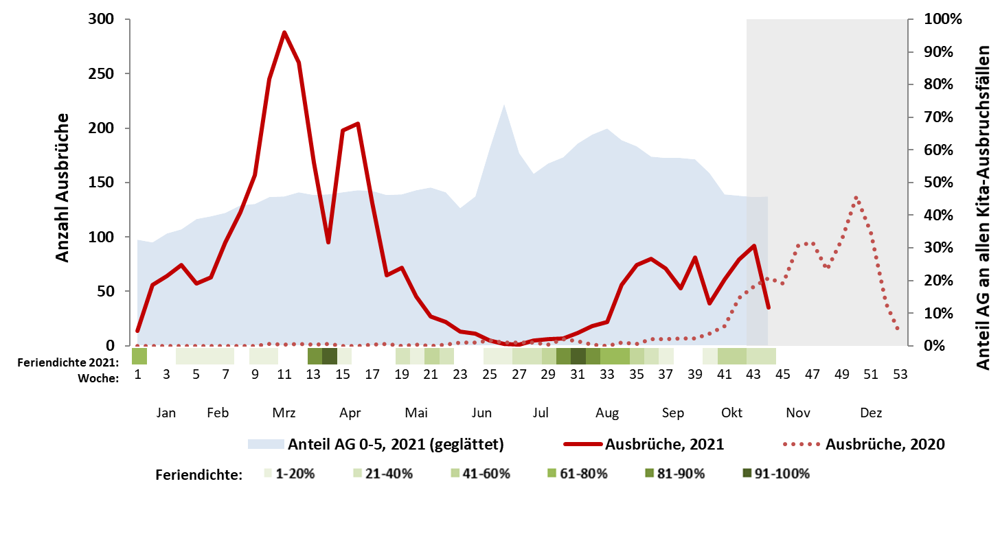 300
250
200
150
100
50
0
Anzahl Ausbrüche
100%
90%
80%
70%
60%
50%
40%
30%
20%
10%
0%
Anteil AG an allen Kita-Ausbruchsfällen
Feriendichte 2021:
Woche: 1 3 5 7 9 11 13 15 17 19 21 23 25 27 29 31 33 35 37 39 41 43 45 47 49 51 53
Jan Feb Mrz Apr Mai Jun Jul Aug Sep Okt Nov Dez
Anteil AG 0-5, 2021 (geglättet) Ausbrüche, 2021 Ausbrüche, 2020
Feriendichte: 1-20% 21-40% 41-60% 61-80% 81-90% 91-100%